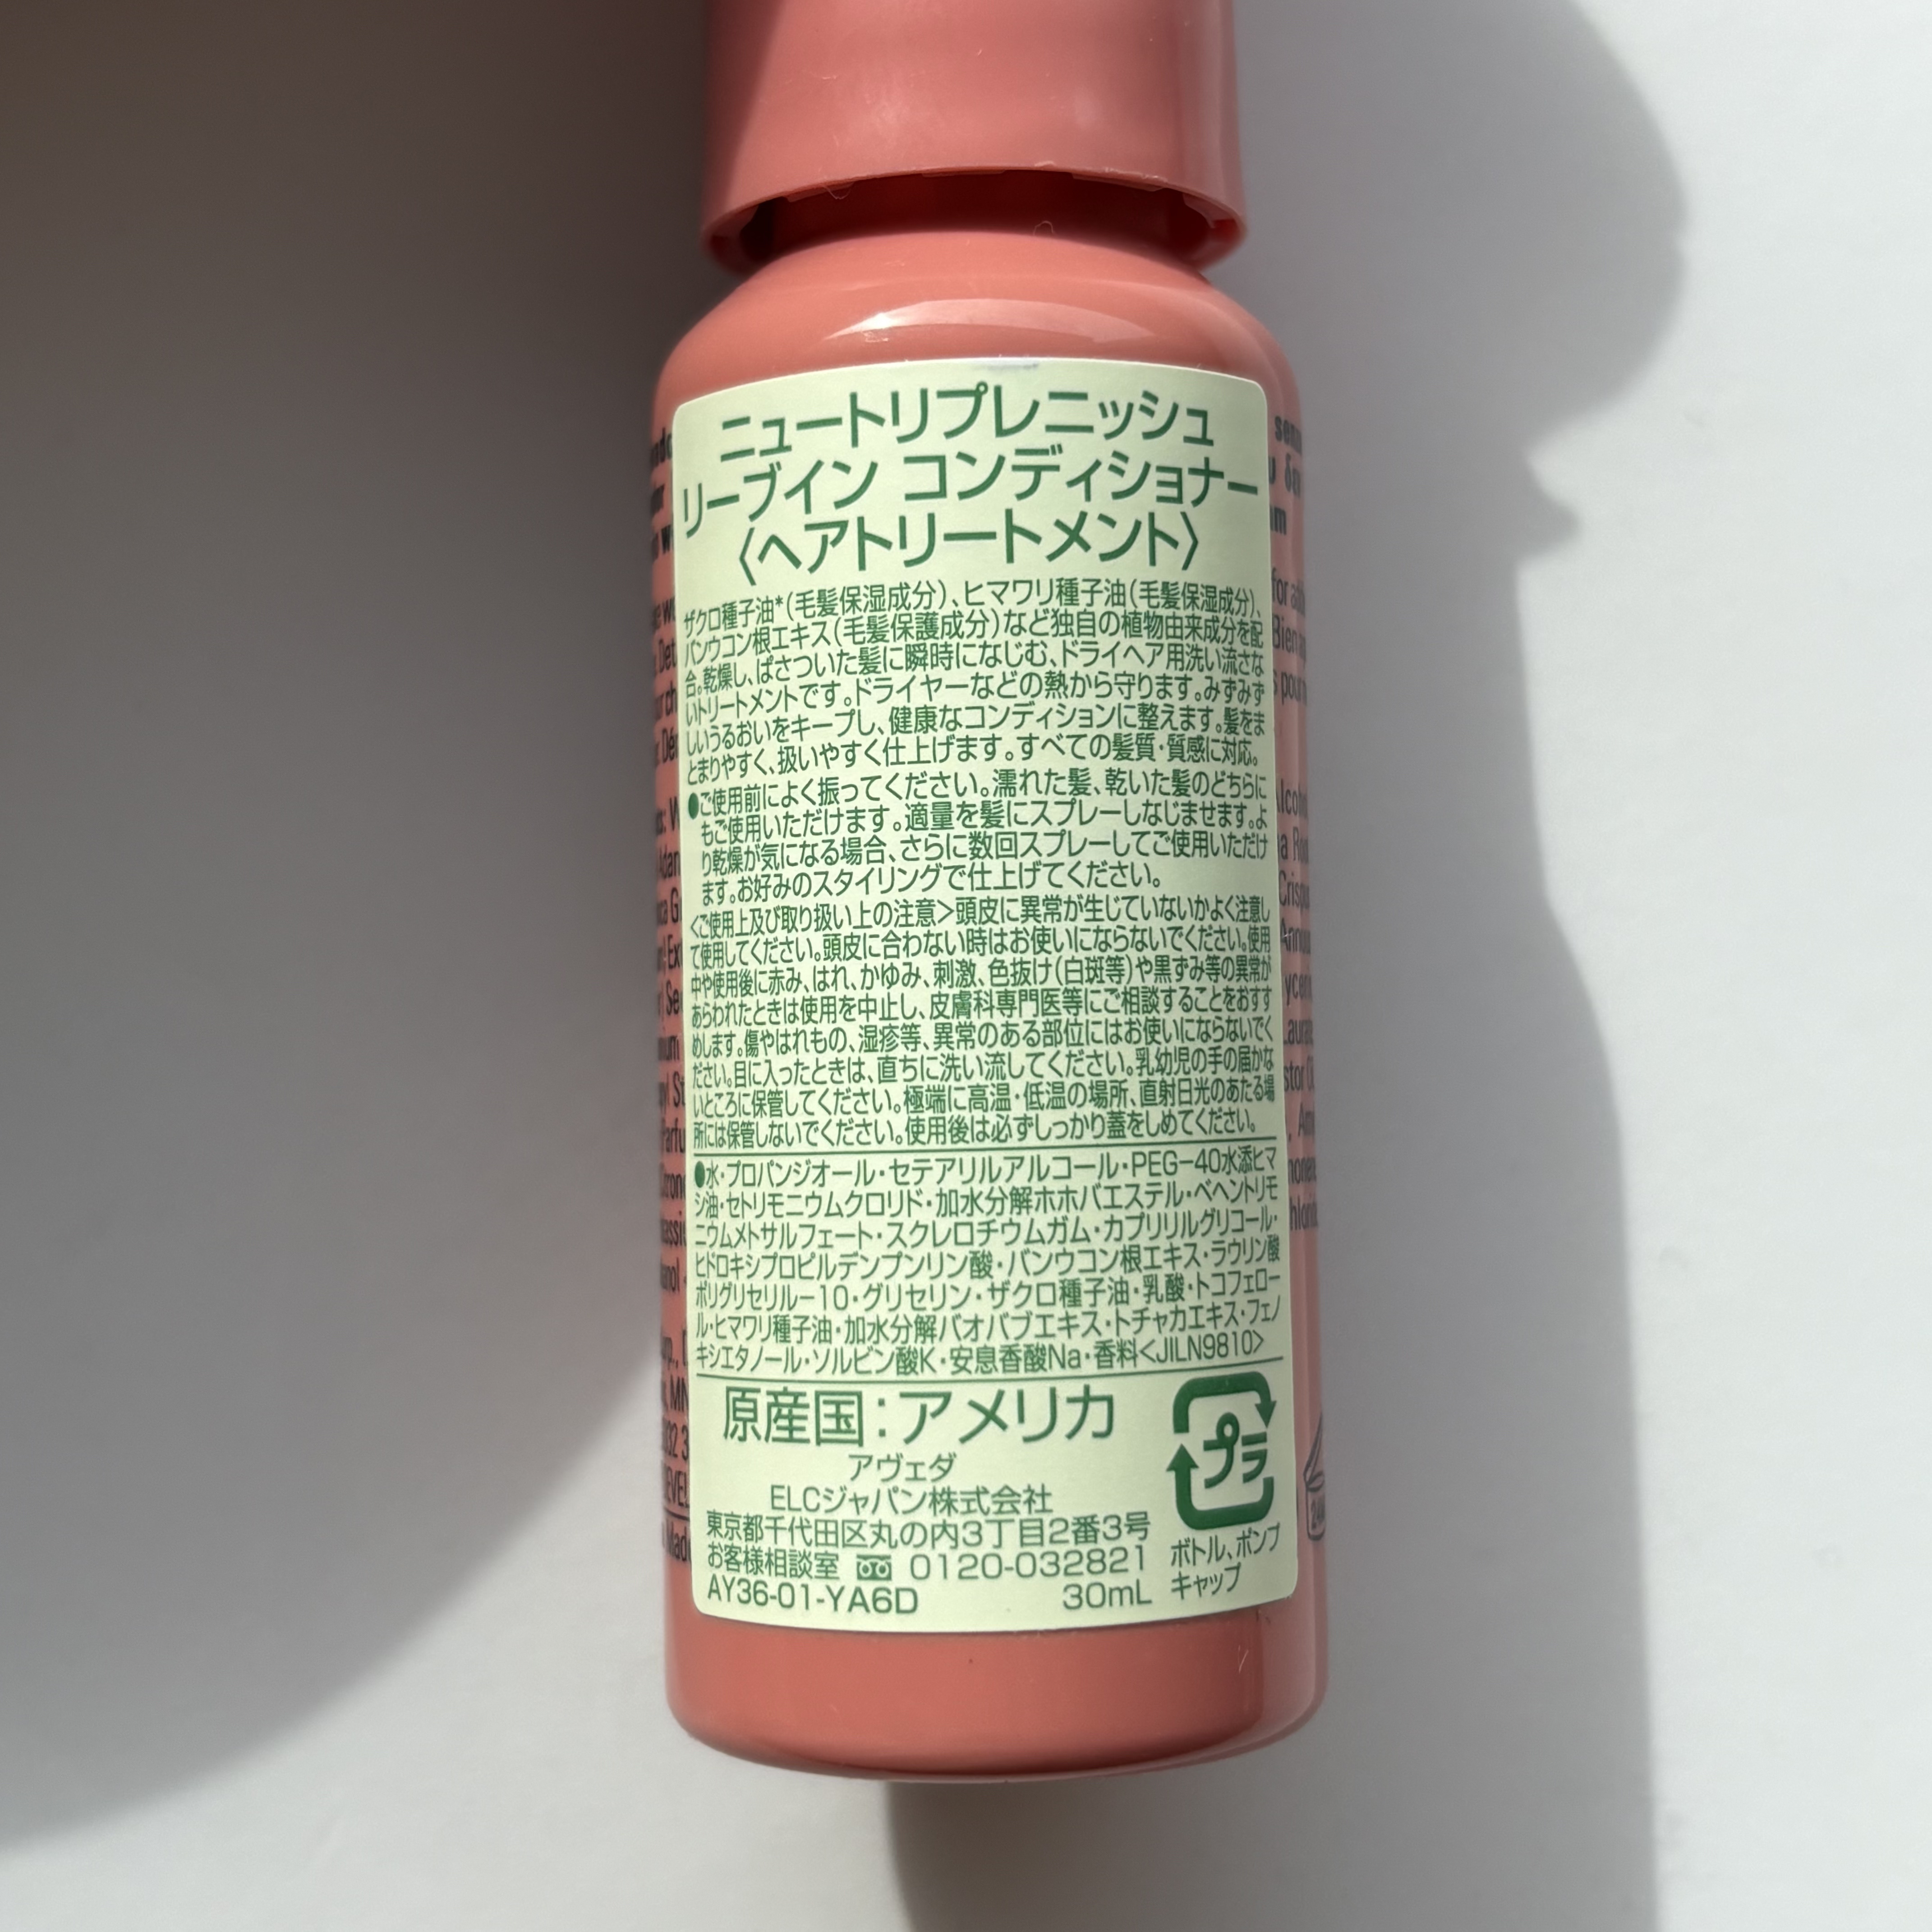 ニュートリプレニッシュ
リーブイン コンディショナー
〈ヘアトリートメント〉
ザクロ種子油*(毛髪保湿成分)、ヒマワリ種子油(毛髪保湿成分)、
バンウコン根エキス(毛髪保護成分)など独自の植物由来成分を配
合。乾燥し、ぱさついた髪に瞬時になじむ、ドライヘア用洗い流さな
いトリートメントです。ドライヤーなどの熱から守ります。みずみず
しいうるおいをキープし、健康なコンディションに整えます。髪をま
とまりやすく、扱いやすく仕上げます。すべての髪質・質感に対応。
●ご使用前によく振ってください。濡れた髪、乾いた髪のどちらに
もご使用いただけます。適量を髪にスプレーしなじませます。よ
り乾燥が気になる場合、さらに数回スプレーしてご使用いただけ
ます。お好みのスタイリングで仕上げてください。
<ご使用上及び取り扱い上の注意>頭皮に異常が生じていないかよく注意し
て使用してください。頭皮に合わない時はお使いにならないでください。使用
中や使用後に赤み、はれ、かゆみ、刺激、色抜け(白斑等)や黒ずみ等の異常が
あらわれたときは使用を中止し、皮膚科専門医等にご相談することをおすす
めします。傷やはれもの、湿疹等、異常のある部位にはお使いにならないでく
ださい。目に入ったときは、直ちに洗い流してください。乳幼児の手の届かな
いところに保管してください。極端に高温・低温の場所、直射日光のあたる場
所には保管しないでください。使用後は必ずしっかり蓋をしめてください。
●水・プロパンジオール・セテアリルアルコール・PEG-40水添ヒマ
シ油・セトリモニウムクロリド・加水分解ホホバエステル・ベヘントリモ
ニウムメトサルフェート・スクレロチウムガム・カプリリルグリコール・
ヒドロキシプロピルデンプンリン酸・バンウコン根エキス・ラウリン酸
ポリグリセリル-10・グリセリン・ザクロ種子油・乳酸・トコフェロー
ル・ヒマワリ種子油・加水分解バオバブエキス・トチャカエキス・フェノ
キシエタノール・ソルビン酸K・安息香酸Na・香料<JILN9810>
原産国:アメリカ
アヴェダ
ELCジャパン株式会社
東京都千代田区丸の内3丁目2番3号
お客様相談室 0120-032821
AY36-01-YA6D 30mL
プラ
ボトル、ポンプ
キャップ